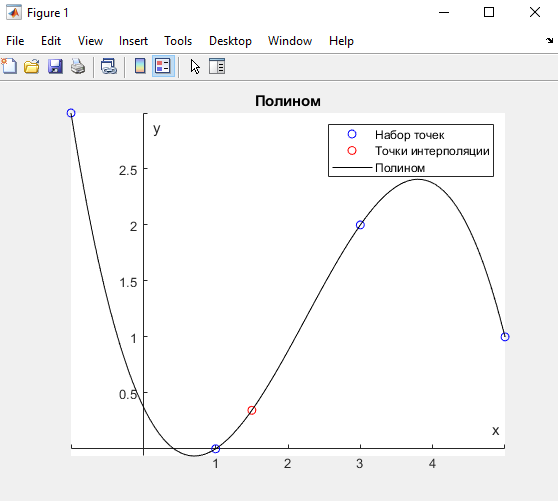 Figure 1
File Edit View Insert Tools Desktop Window Help
Полином
y
Набор точек
Точки интерполяции
Полином
2.5
2
1.5
1
0.5
x
1 2 3 4